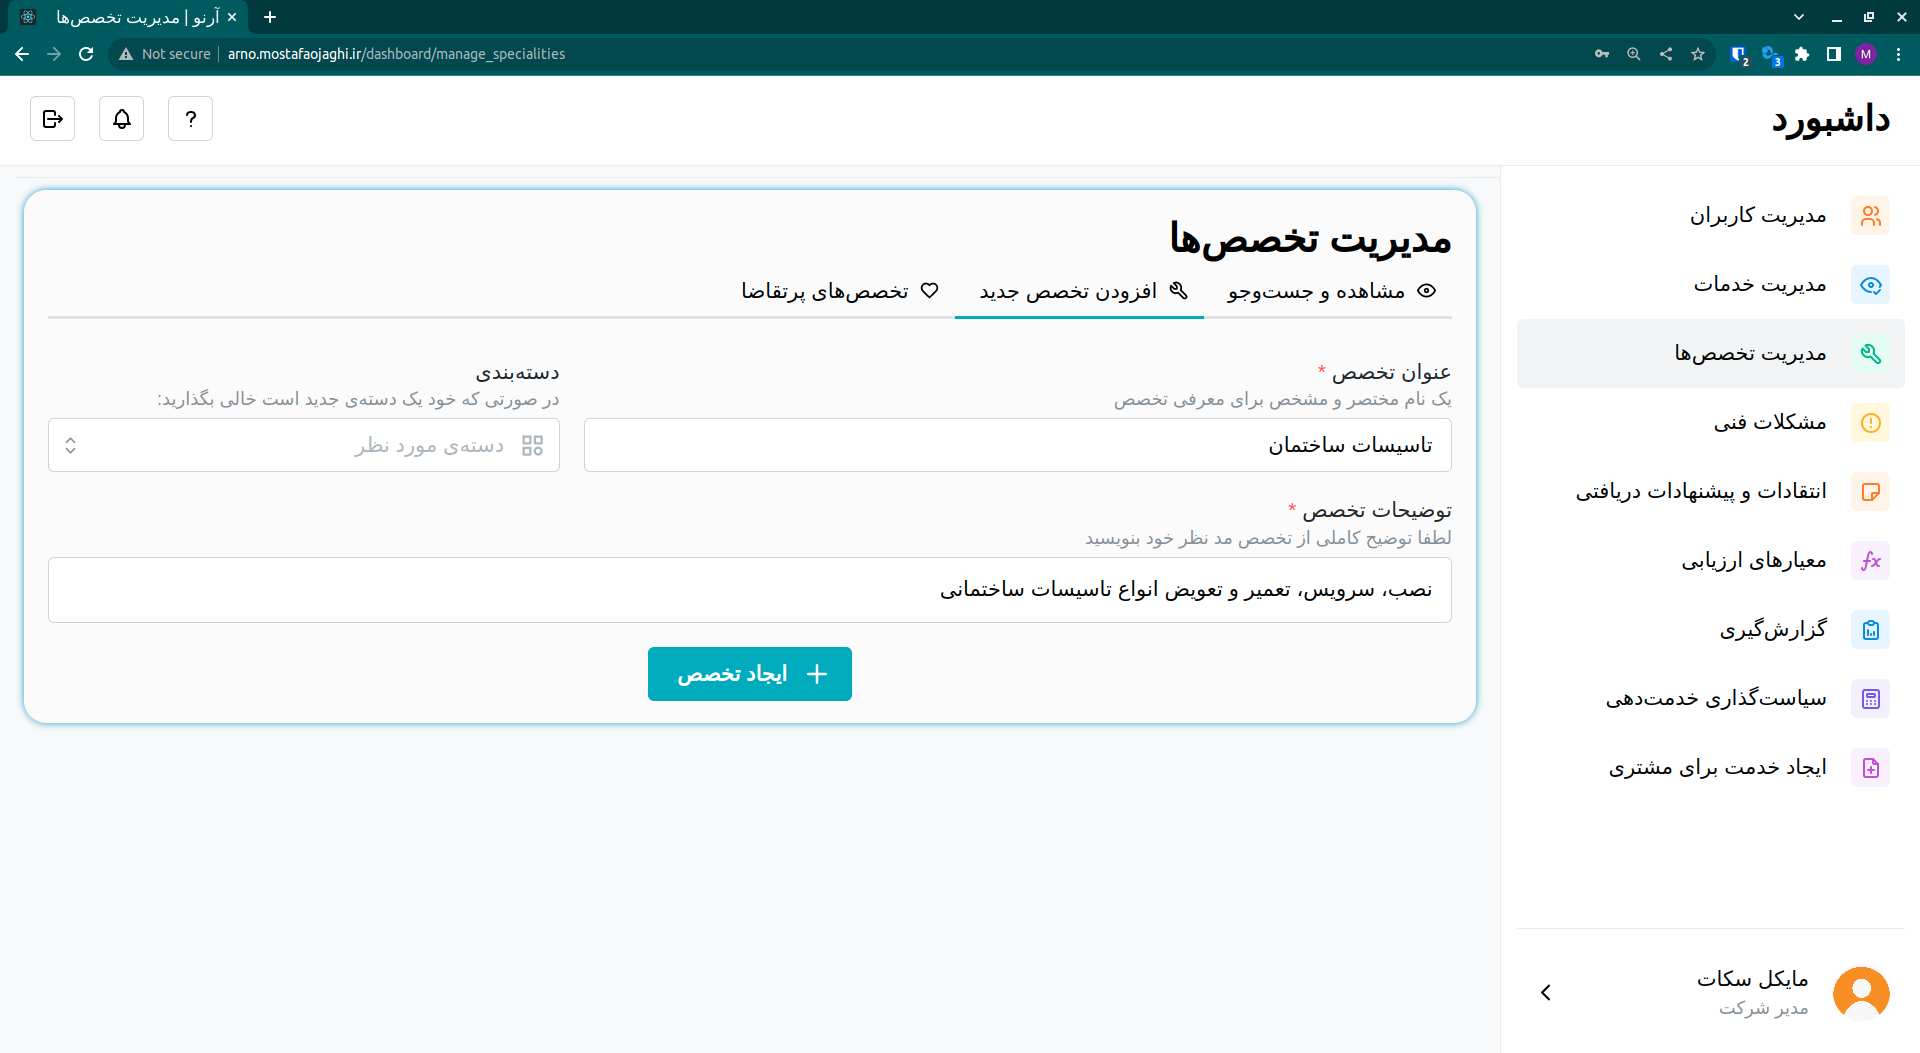 آرنو | مدیریت تخصص‌ها
Not secure
arno.mostafaojaghi.ir/dashboard/manage_specialities
2
3
M
داشبورد
?
مدیریت کاربران
مدیریت خدمات
مدیریت تخصص‌ها
مشکلات فنی
انتقادات و پیشنهادات دریافتی
معیارهای ارزیابی
گزارش‌گیری
سیاست‌گذاری خدمت‌دهی
ایجاد خدمت برای مشتری
مایکل سکات
مدیر شرکت
مدیریت تخصص‌ها
مشاهده و جست‌وجو
افزودن تخصص جدید
تخصص‌های پرتقاضا
عنوان تخصص *
یک نام مختصر و مشخص برای معرفی تخصص
تاسیسات ساختمان
دسته‌بندی
در صورتی که خود یک دسته‌ی جدید است خالی بگذارید:
دسته‌ی مورد نظر
توضیحات تخصص *
لطفا توضیح کاملی از تخصص مد نظر خود بنویسید
نصب، سرویس، تعمیر و تعویض انواع تاسیسات ساختمانی
ایجاد تخصص